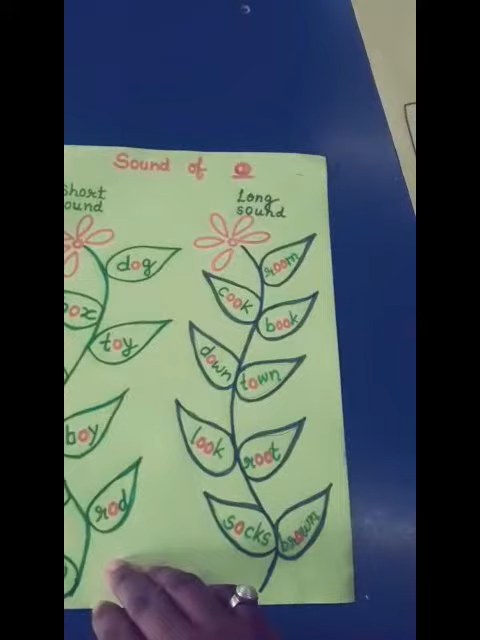 Sound of O
short
sound
Long
sound
dog
box
toy
boy
rod
room
cook
book
down
town
look
root
socks
brown